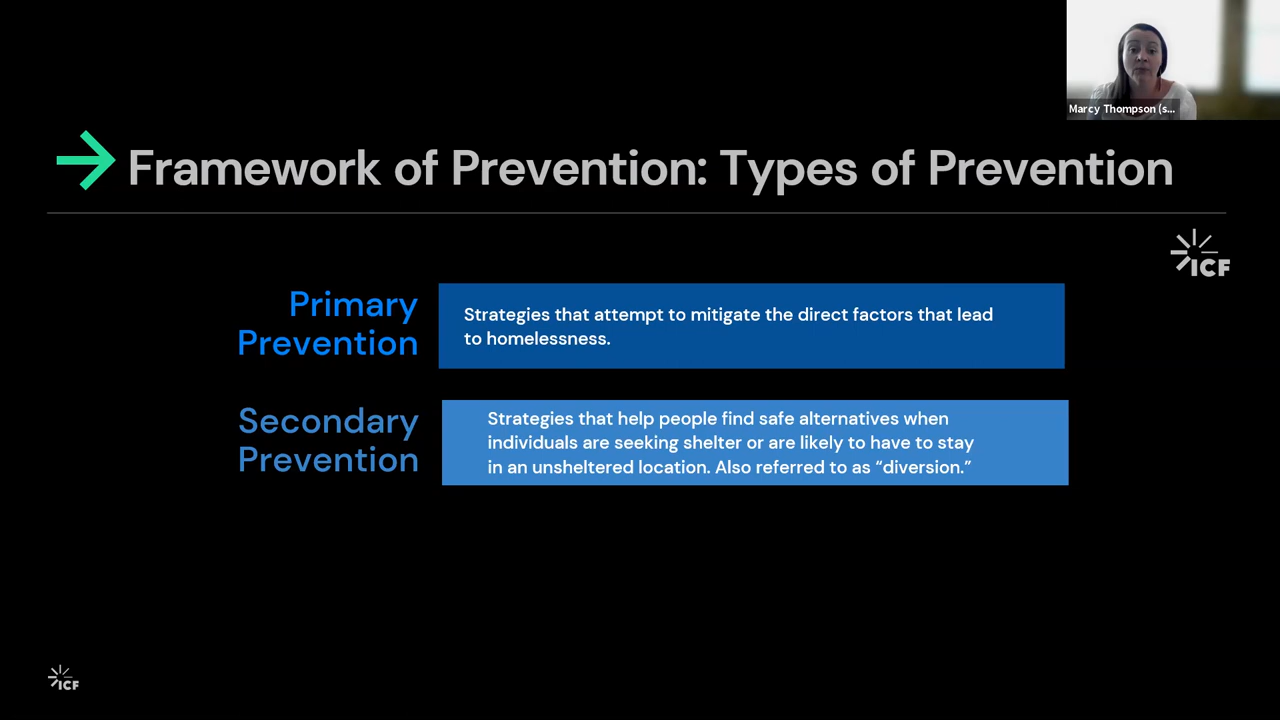 Marcy Thompson (s...
Framework of Prevention: Types of Prevention
ICF
Primary
Prevention
Strategies that attempt to mitigate the direct factors that lead
to homelessness.
Secondary
Prevention
Strategies that help people find safe alternatives when
individuals are seeking shelter or are likely to have to stay
in an unsheltered location. Also referred to as “diversion.”
ICF